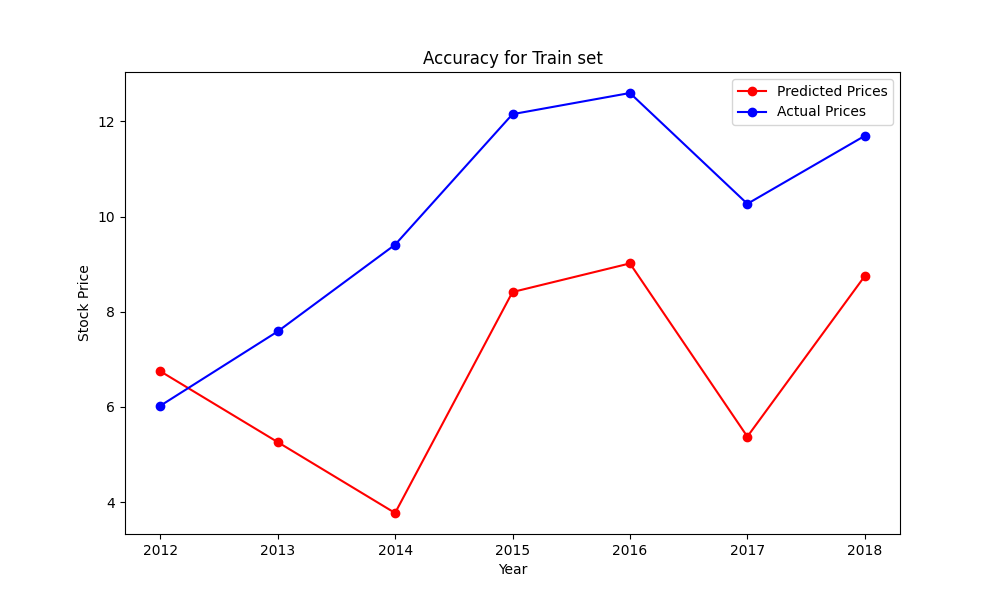 Accuracy for Train set
Predicted Prices
Actual Prices
12
10
8
6
4
Stock Price
2012 2013 2014 2015 2016 2017 2018
Year